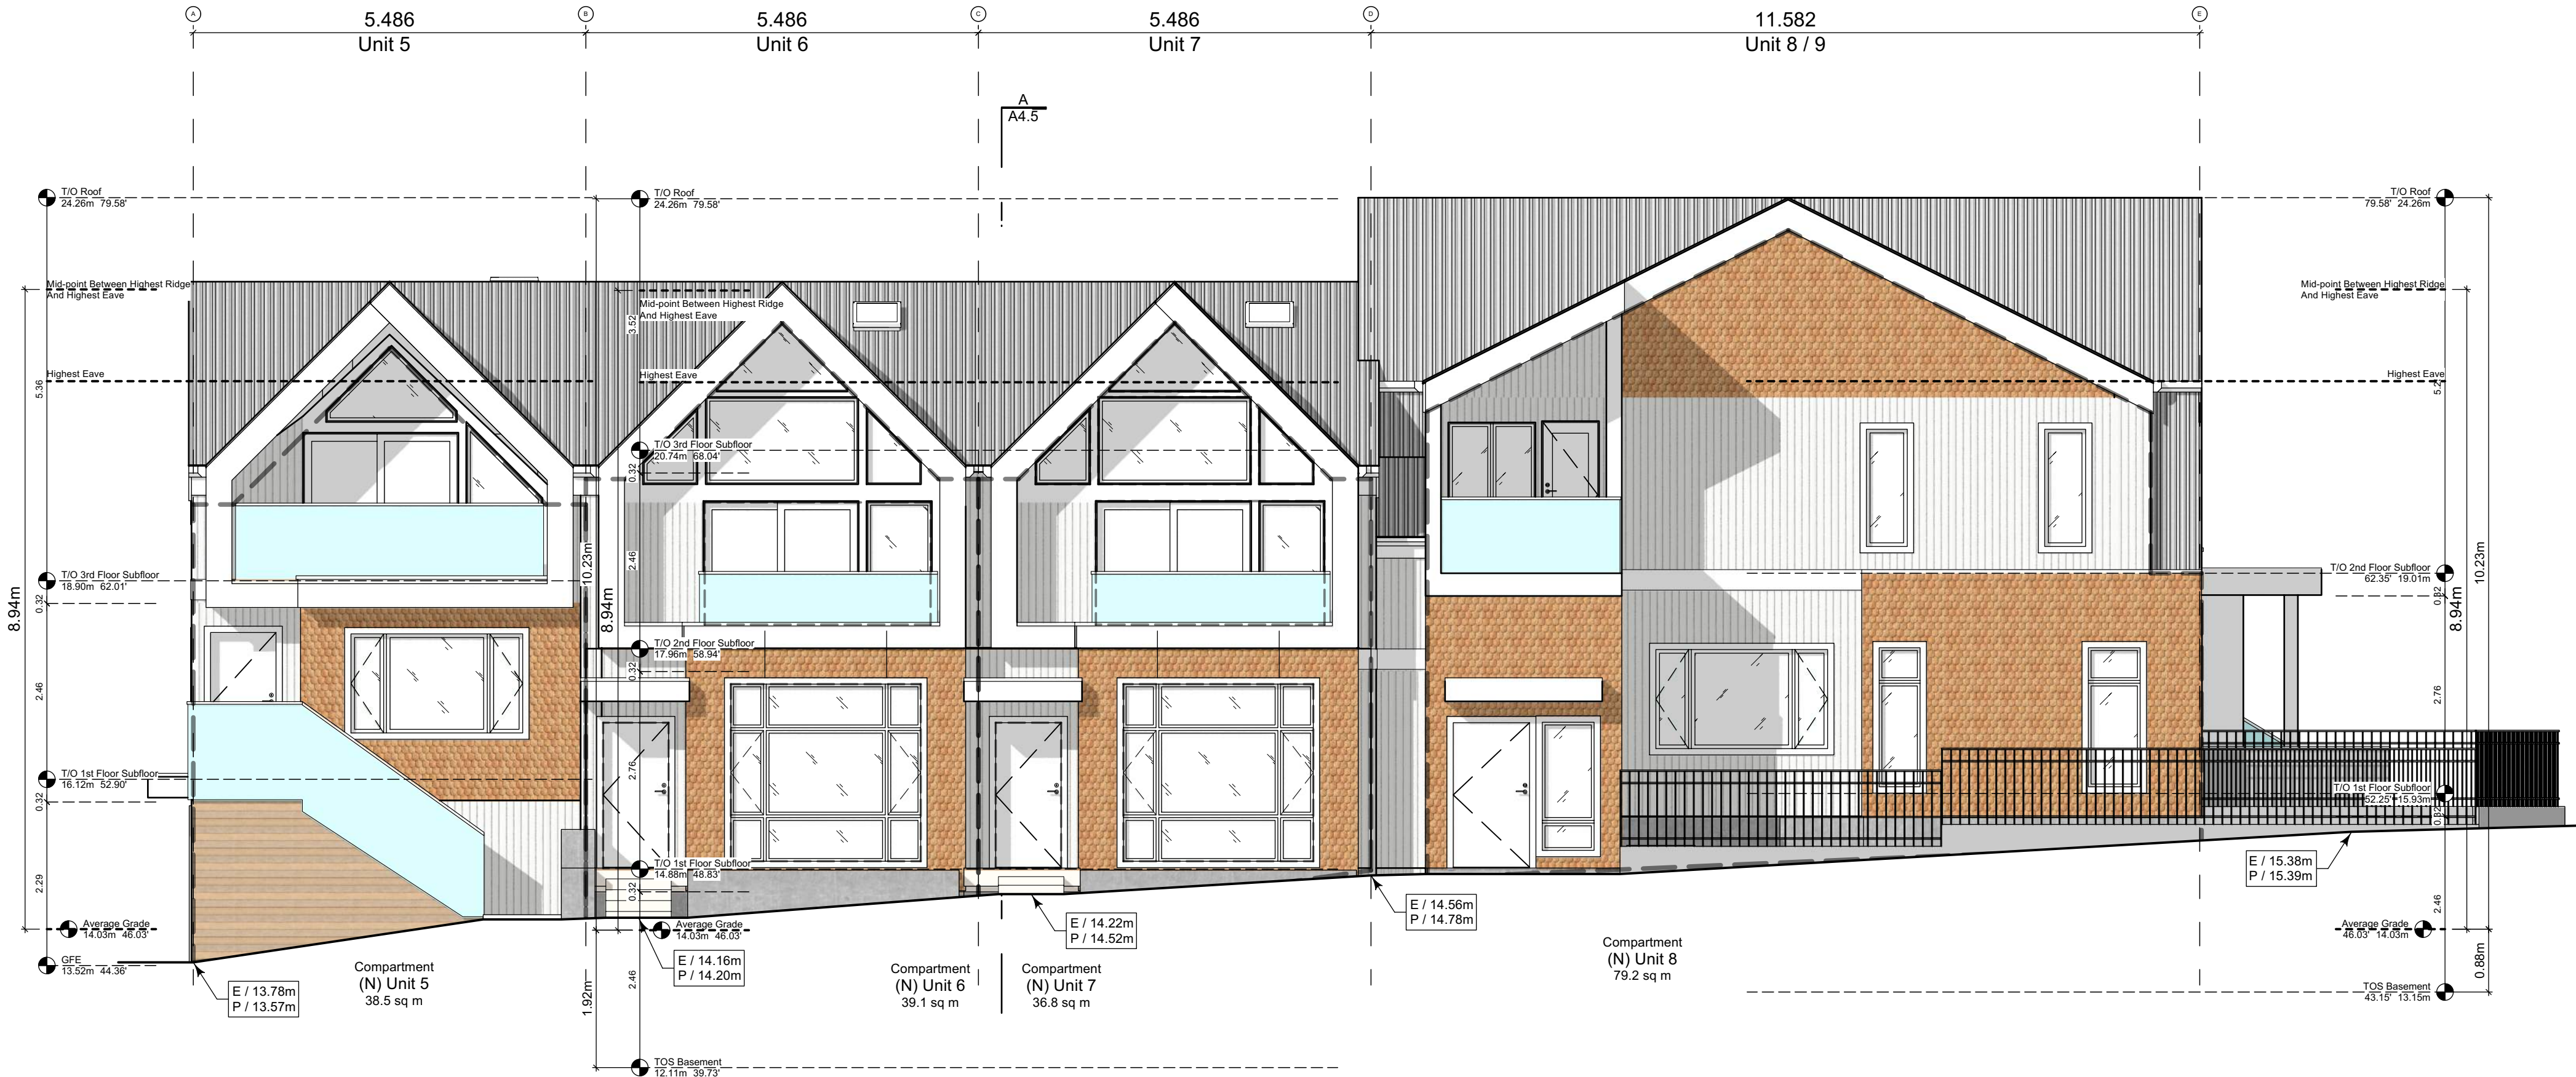 A
B
C
D
E
5.486
5.486
5.486
11.582
Unit 5
Unit 6
Unit 7
Unit 8 / 9
A
A4.5
T/O Roof
24.26m 79.58'
T/O Roof
24.26m 79.58'
T/O Roof
79.58' 24.26m
Mid-point Between Highest Ridge
And Highest Eave
Mid-point Between Highest Ridge
And Highest Eave
Mid-point Between Highest Ridge
And Highest Eave
3.52
Highest Eave
Highest Eave
Highest Eave
5.36
T/O 3rd Floor Subfloor
20.74m 68.04'
0.32
2.46
10.23m
8.94m
10.23m
8.94m
8.94m
T/O 3rd Floor Subfloor
18.90m 62.01'
0.32
T/O 2nd Floor Subfloor
62.35' 19.01m
0.32
T/O 2nd Floor Subfloor
17.96m 58.94'
0.32
2.46
2.76
2.76
T/O 1st Floor Subfloor
16.12m 52.90'
0.32
T/O 1st Floor Subfloor
52.25' 15.93m
0.32
T/O 1st Floor Subfloor
14.88m 48.83'
0.32
2.29
2.46
Average Grade
14.03m 46.03'
Average Grade
14.03m 46.03'
Average Grade
46.03' 14.03m
GFE
13.52m 44.36'
E / 13.78m
P / 13.57m
E / 14.16m
P / 14.20m
E / 14.22m
P / 14.52m
E / 14.56m
P / 14.78m
E / 15.38m
P / 15.39m
Compartment
(N) Unit 5
38.5 sq m
Compartment
(N) Unit 6
39.1 sq m
Compartment
(N) Unit 7
36.8 sq m
Compartment
(N) Unit 8
79.2 sq m
1.92m
2.46
0.88m
TOS Basement
43.15' 13.15m
TOS Basement
12.11m 39.73'